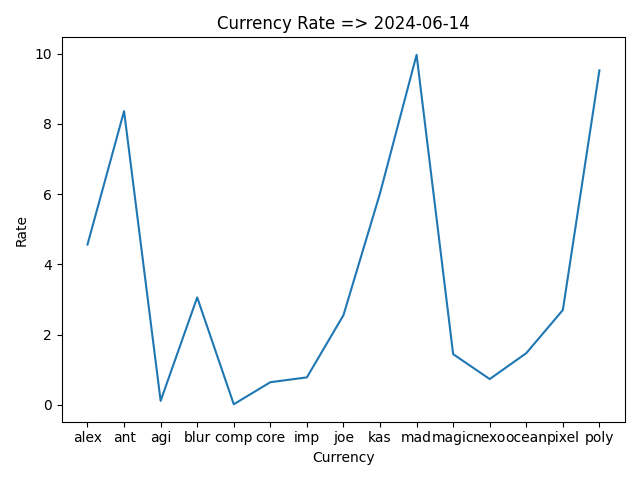 Currency Rate => 2024-06-14
10
8
6
4
2
0
Rate
alex ant agi blur comp core imp joe kas mad magic nexo ocean pixel poly
Currency